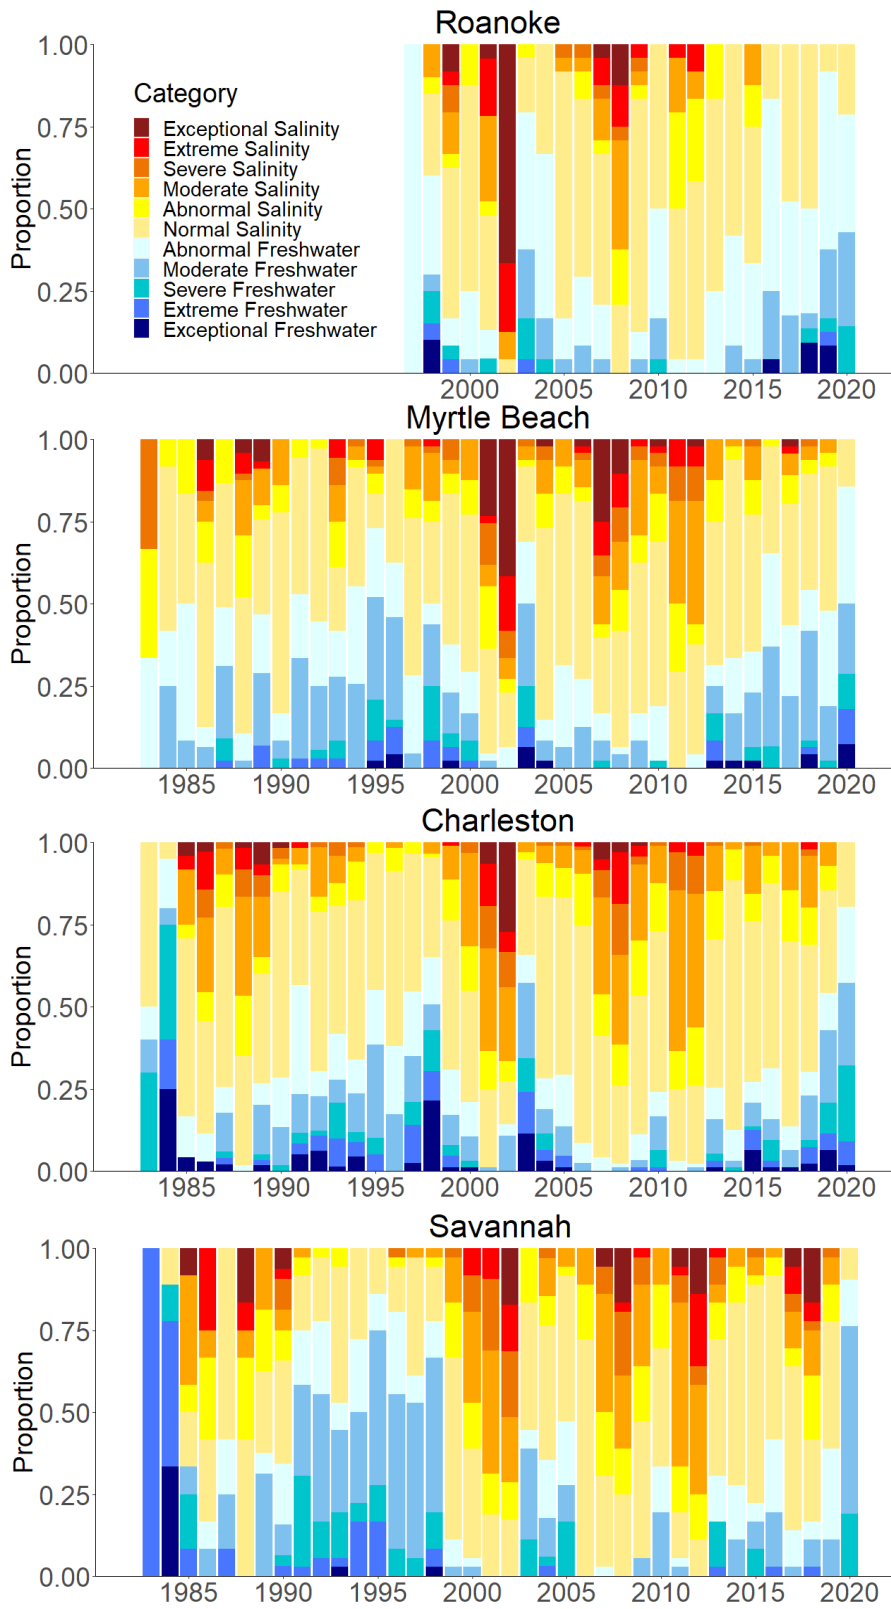 Roanoke
1.00
0.75
0.50
0.25
0.00
Proportion
Category
Exceptional Salinity
Extreme Salinity
Severe Salinity
Moderate Salinity
Abnormal Salinity
Normal Salinity
Abnormal Freshwater
Moderate Freshwater
Severe Freshwater
Extreme Freshwater
Exceptional Freshwater
2000 2005 2010 2015 2020
Myrtle Beach
1.00
0.75
0.50
0.25
0.00
Proportion
1985 1990 1995 2000 2005 2010 2015 2020
Charleston
1.00
0.75
0.50
0.25
0.00
Proportion
1985 1990 1995 2000 2005 2010 2015 2020
Savannah
1.00
0.75
0.50
0.25
0.00
Proportion
1985 1990 1995 2000 2005 2010 2015 2020